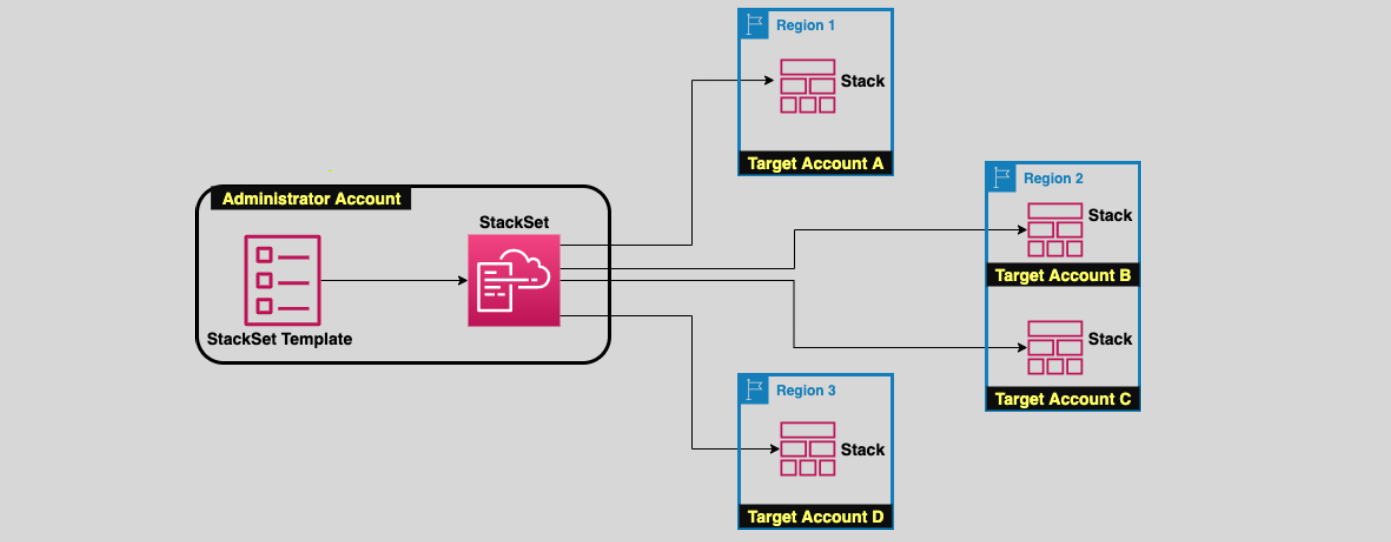 Region 1
Stack
Target Account A
Administrator Account
StackSet
StackSet Template
Region 2
Stack
Target Account B
Stack
Target Account C
Region 3
Stack
Target Account D